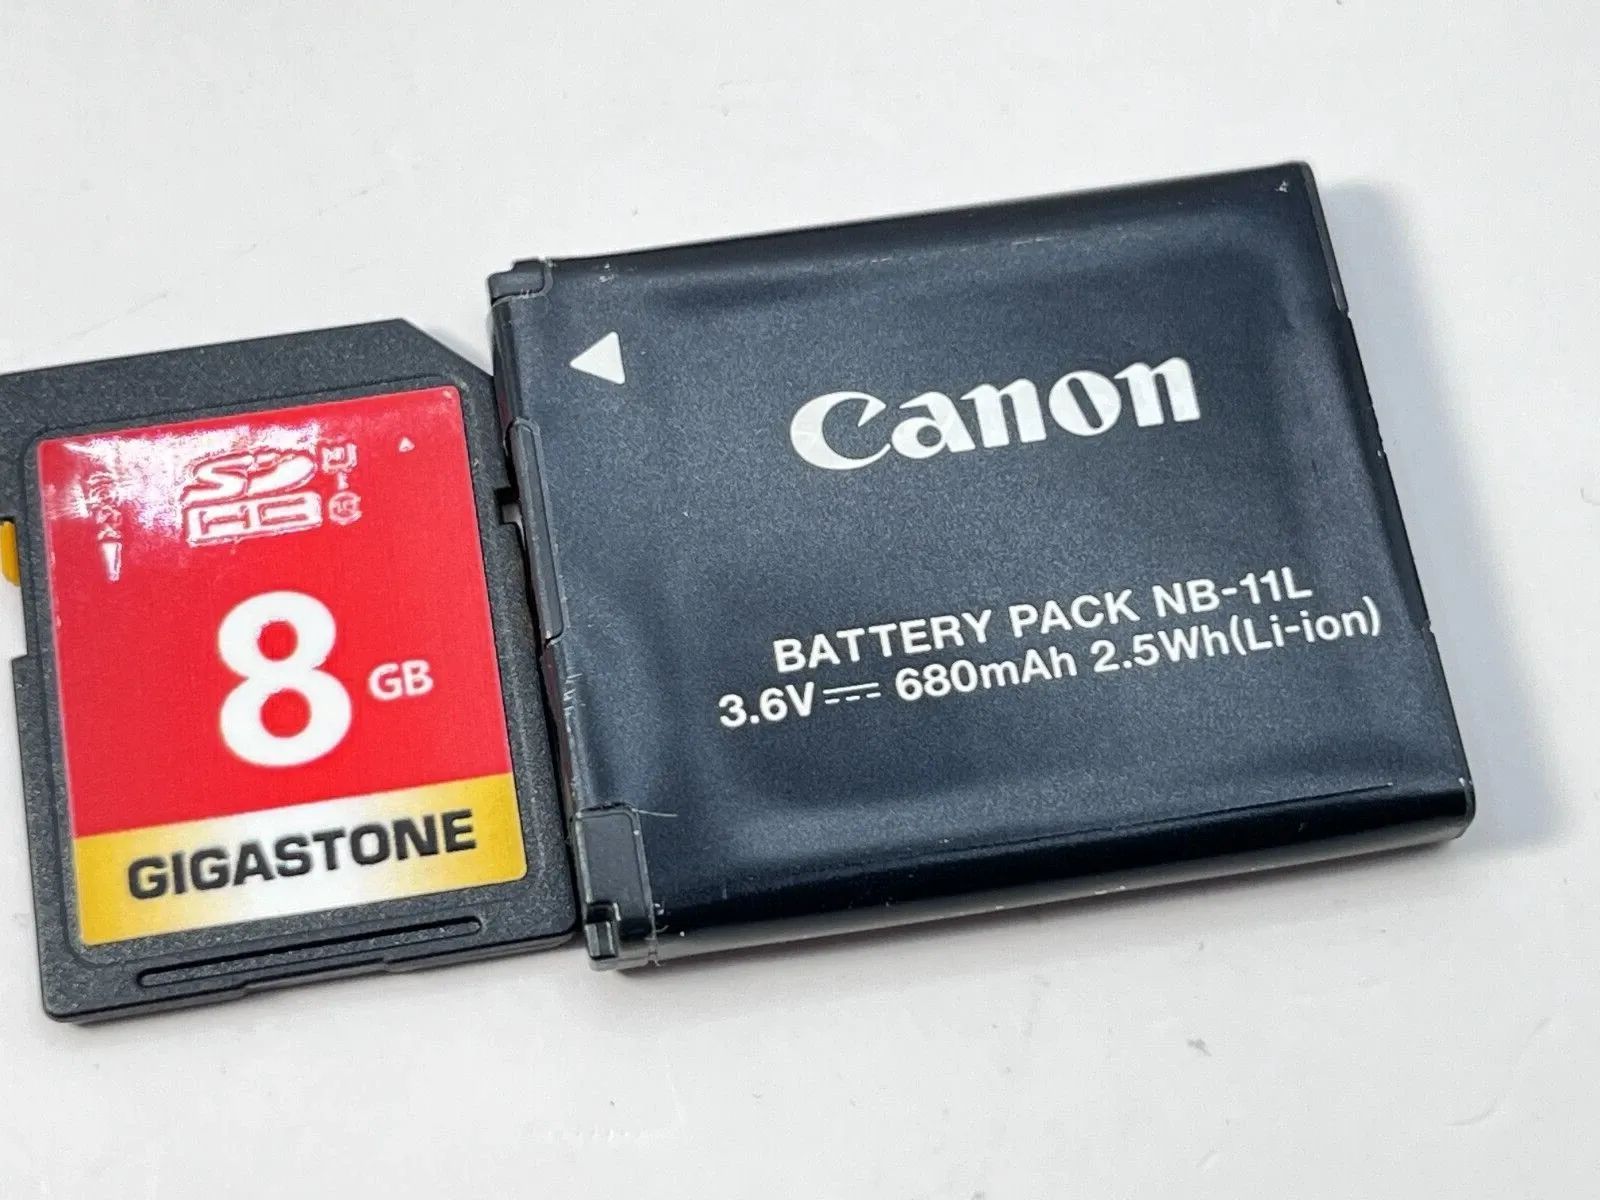 SD
HC
8 GB
GIGASTONE
Canon
BATTERY PACK NB-11L
3.6V 680mAh 2.5Wh(Li-ion)